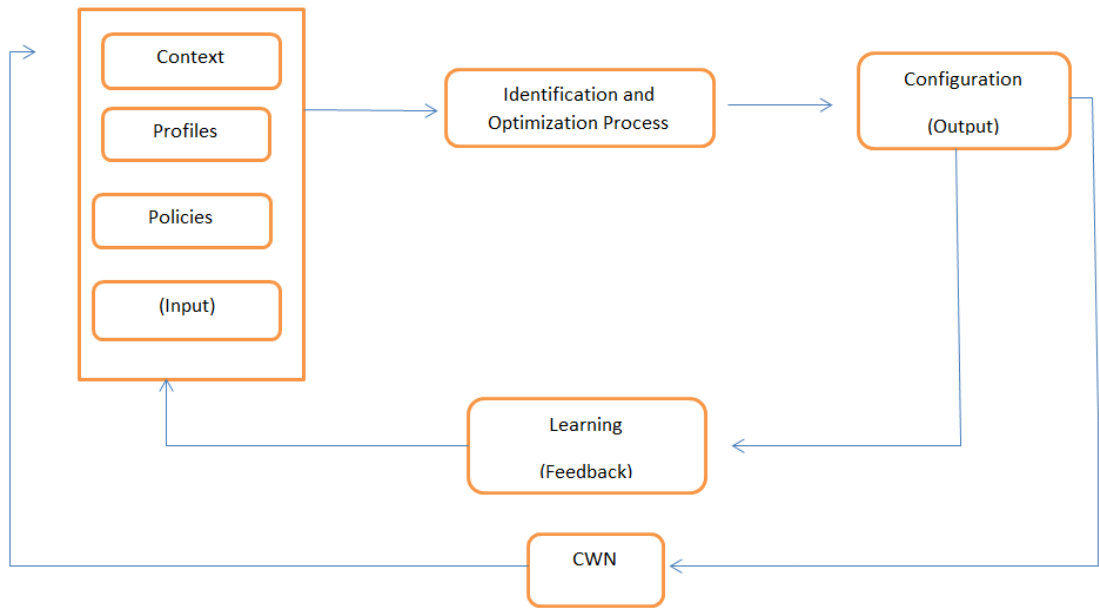 Context
Profiles
Policies
(Input)
Identification and
Optimization Process
Configuration
(Output)
Learning
(Feedback)
CWN